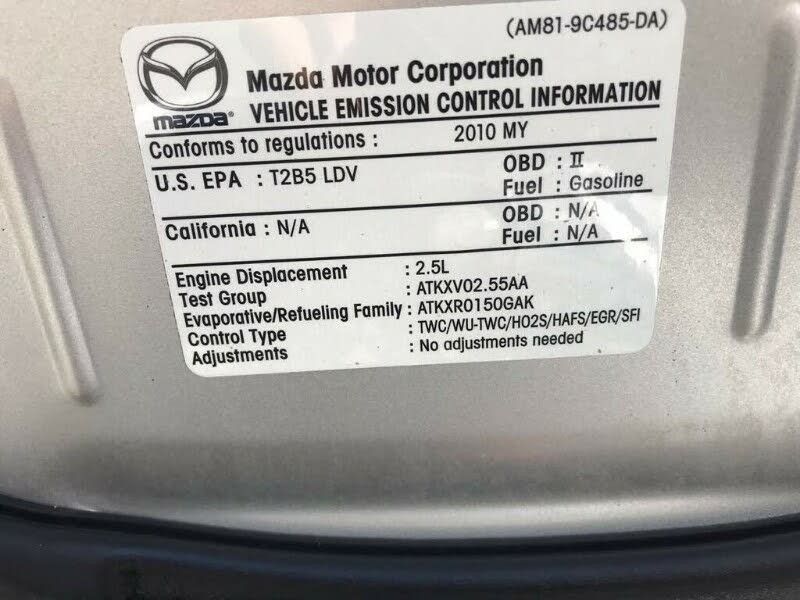 (AM81-9C485-DA)
mazda®
Mazda Motor Corporation
VEHICLE EMISSION CONTROL INFORMATION
Conforms to regulations : 2010 MY
U.S. EPA : T2B5 LDV OBD : II
Fuel : Gasoline
California : N/A OBD : N/A
Fuel : N/A
Engine Displacement : 2.5L
Test Group : ATKXV02.55AA
Evaporative/Refueling Family : ATKXR0150GAK
Control Type : TWC/WU-TWC/HO2S/HAFS/EGR/SFI
Adjustments : No adjustments needed